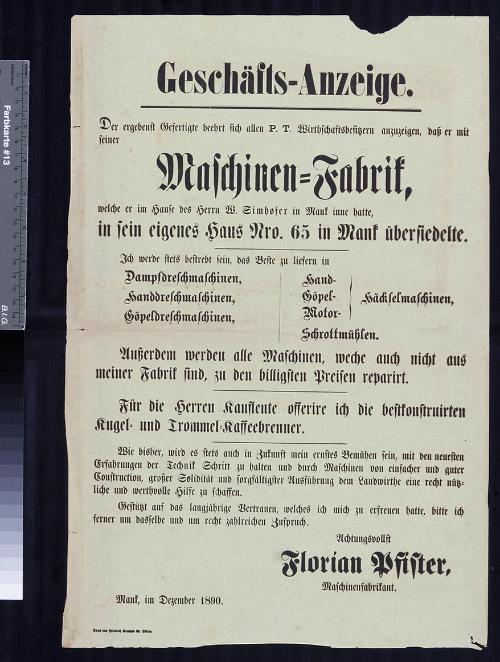 Geschäfts-Anzeige.
Der ergebenst Gefertigte beehrt sich allen P. T. Wirthschaftsbesitzern anzuzeigen, daß er mit
seiner
Maschinen-Fabrik,
welche er im Hause des Herrn W. Simhofer in Mank inne hatte,
in sein eigenes Haus Nro. 65 in Mank übersiedelte.
Ich werde stets bestrebt sein, das Beste zu liefern in
Dampfdreschmaschinen,
Handdreschmaschinen,
Göpeldreschmaschinen,
Hand-
Göpel-
Motor-
Häckselmaschinen,
Schrottmühlen.
Außerdem werden alle Maschinen, weche auch nicht aus
meiner Fabrik sind, zu den billigsten Preisen reparirt.
Für die Herren Kaufleute offerire ich die bestkonstruirten
Kugel- und Trommel-Kaffeebrenner.
Wie bisher, wird es stets auch in Zukunft mein ernstes Bemühen sein, mit den neuesten
Erfahrungen der Technik Schritt zu halten und durch Maschinen von einfacher und guter
Construction, großer Solidität und sorgfältigster Ausführung dem Landwirthe eine recht nütz-
liche und werthvolle Hilfe zu schaffen.
Gestützt auf das langjährige Vertrauen, welches ich mich zu erfreuen hatte, bitte ich
ferner um dasselbe und um recht zahlreichen Zuspruch.
Achtungsvollst
Florian Pfister,
Maschinenfabrikant.
Mank, im Dezember 1890.
Druck von Friedrich
St. Pölten.
Farbkarte #13
B.I.G.